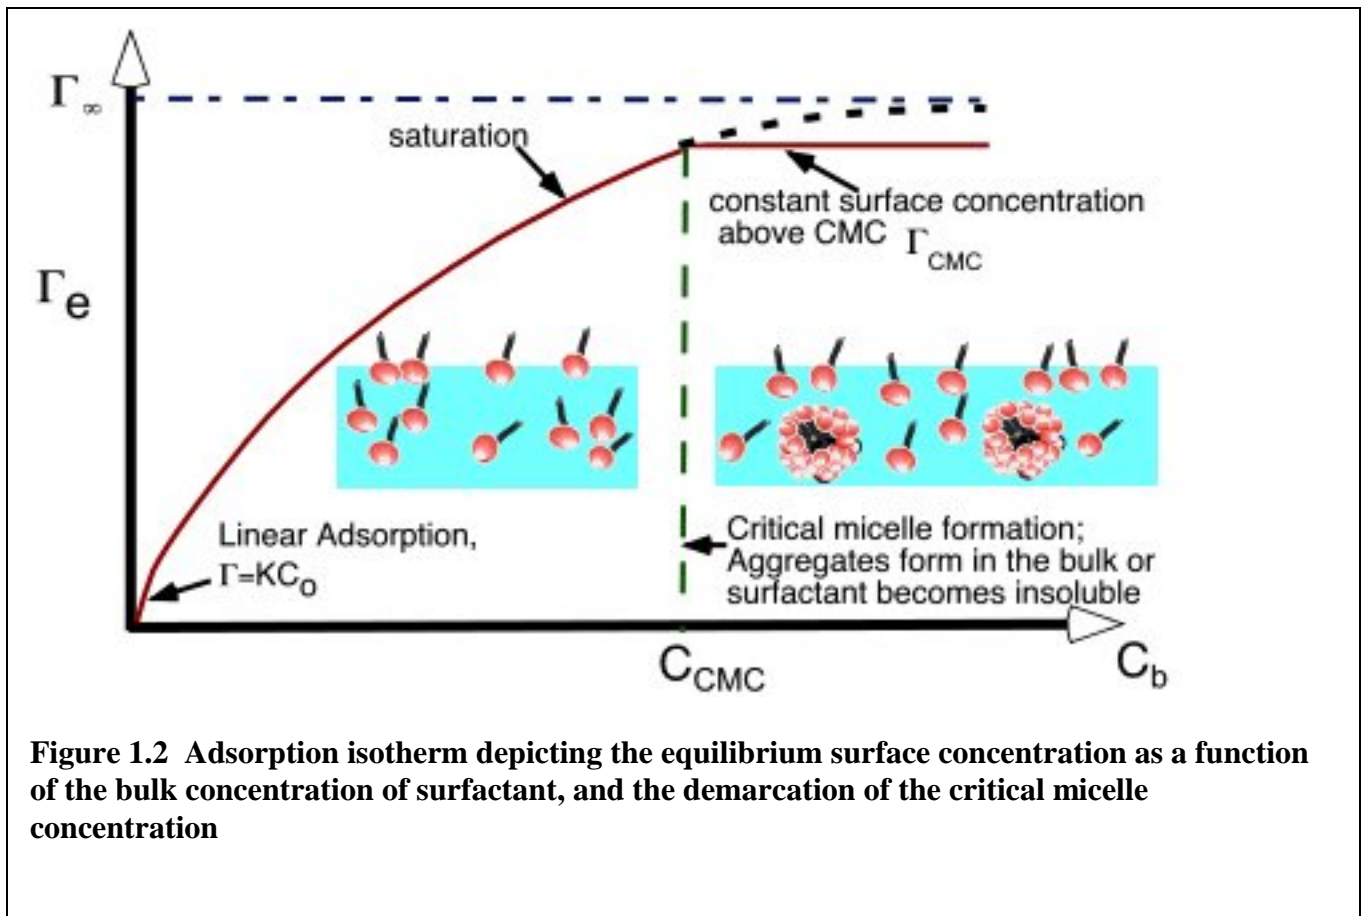 Γ∞
saturation
constant surface concentration
above CMC ΓCMC
Γe
Linear Adsorption,
Γ=KCo
Critical micelle formation;
Aggregates form in the bulk or
surfactant becomes insoluble
CCMC
Cb
Figure 1.2 Adsorption isotherm depicting the equilibrium surface concentration as a function
of the bulk concentration of surfactant, and the demarcation of the critical micelle
concentration